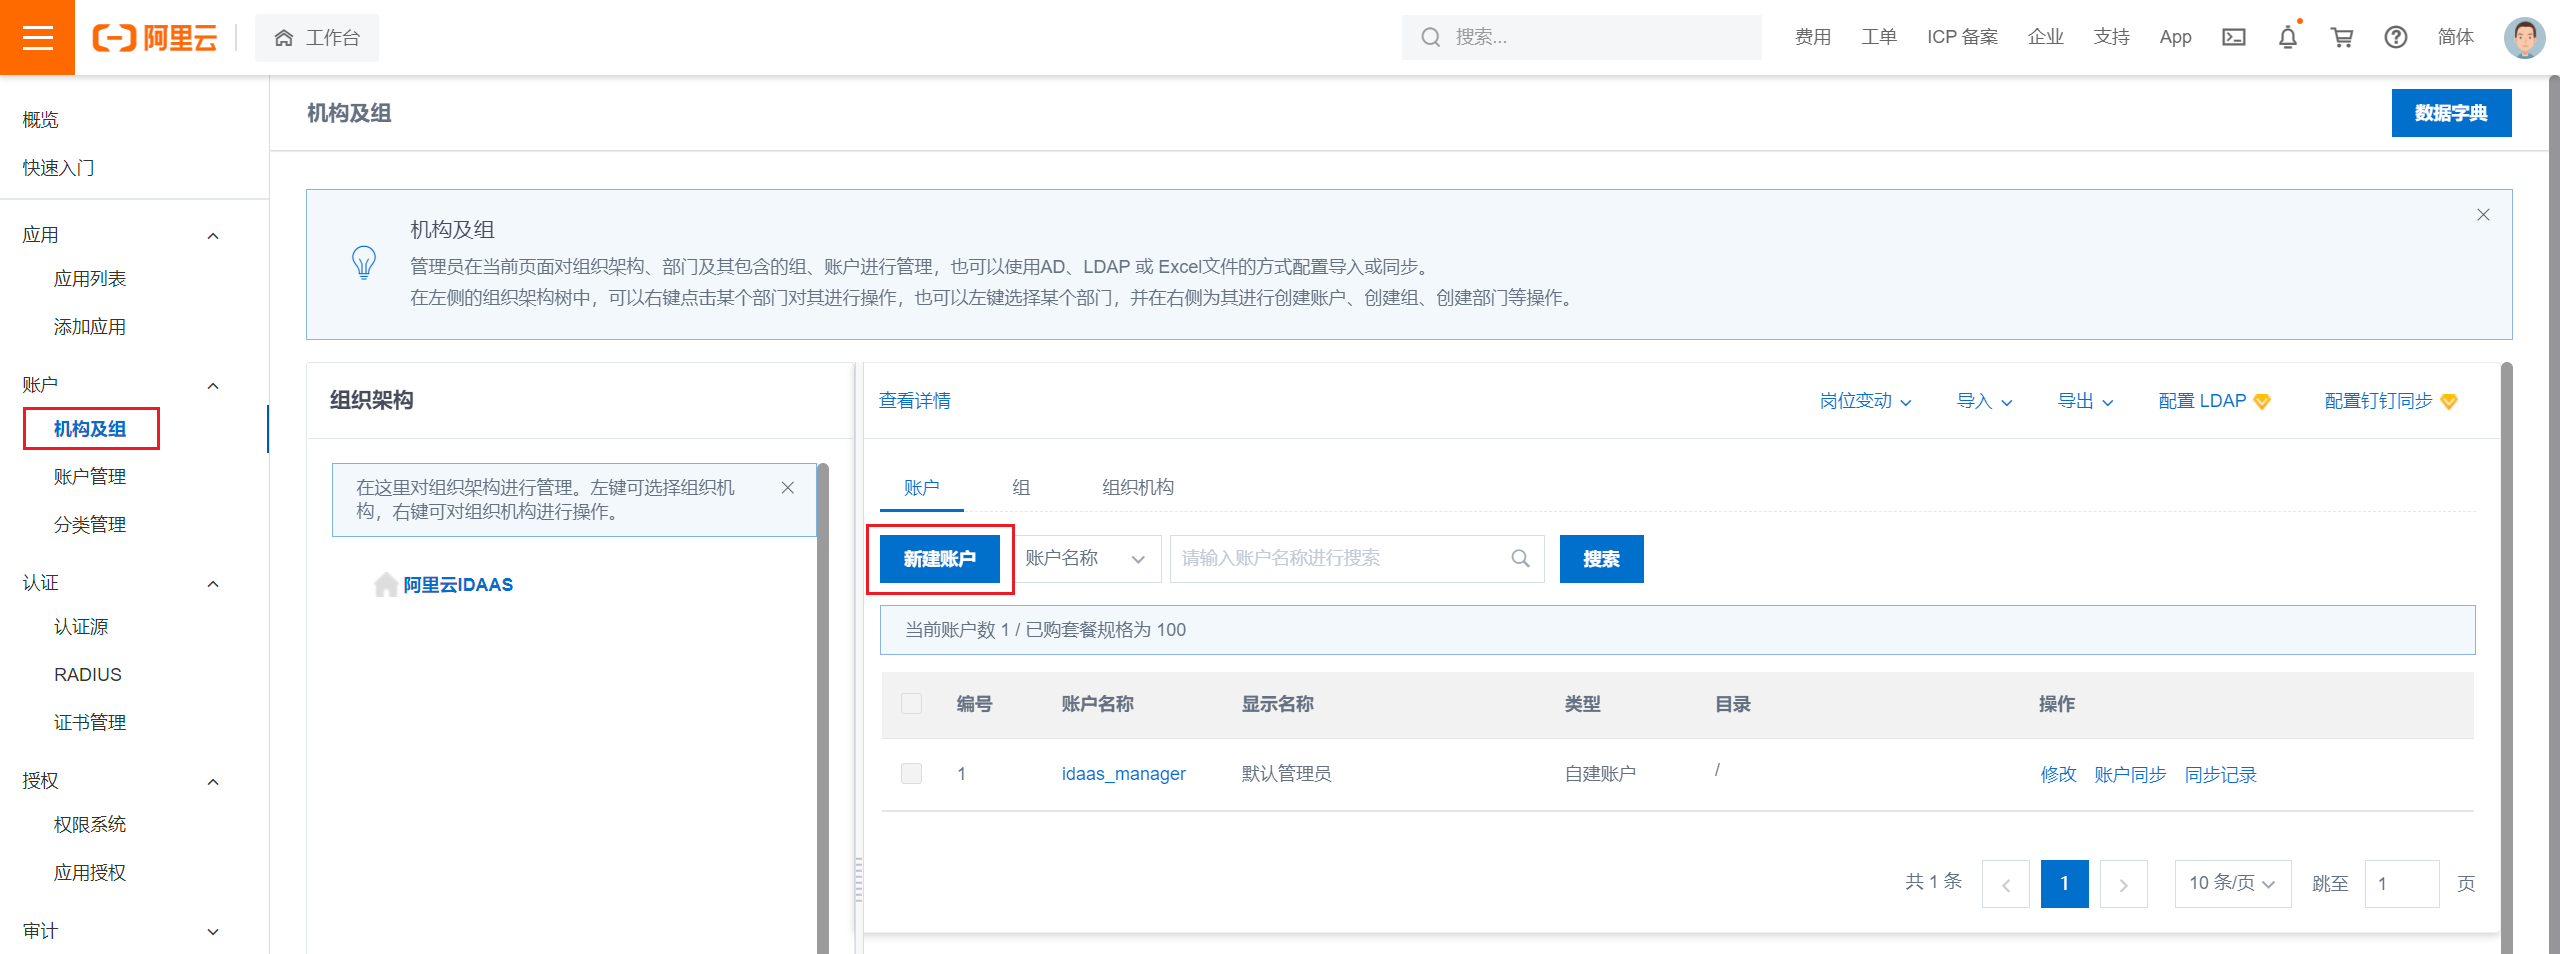 阿里云
工作台
搜索...
费用
工单
ICP 备案
企业
支持
App
简体
概览
快速入门
应用
应用列表
添加应用
账户
机构及组
账户管理
分类管理
认证
认证源
RADIUS
证书管理
授权
权限系统
应用授权
审计
机构及组
数据字典
机构及组
管理员在当前页面对组织架构、部门及其包含的组、账户进行管理，也可以使用AD、LDAP 或 Excel文件的方式配置导入或同步。
在左侧的组织架构树中，可以右键点击某个部门对其进行操作，也可以左键选择某个部门，并在右侧为其进行创建账户、创建组、创建部门等操作。
组织架构
在这里对组织架构进行管理。左键可选择组织机
构，右键可对组织机构进行操作。
阿里云IDAAS
查看详情
岗位变动
导入
导出
配置 LDAP
配置钉钉同步
账户
组
组织机构
新建账户
账户名称
请输入账户名称进行搜索
搜索
当前账户数 1 / 已购套餐规格为 100
编号 账户名称 显示名称 类型 目录 操作
1 idaas_manager 默认管理员 自建账户 / 修改 账户同步 同步记录
共 1 条
1
10 条/页
跳至 1 页